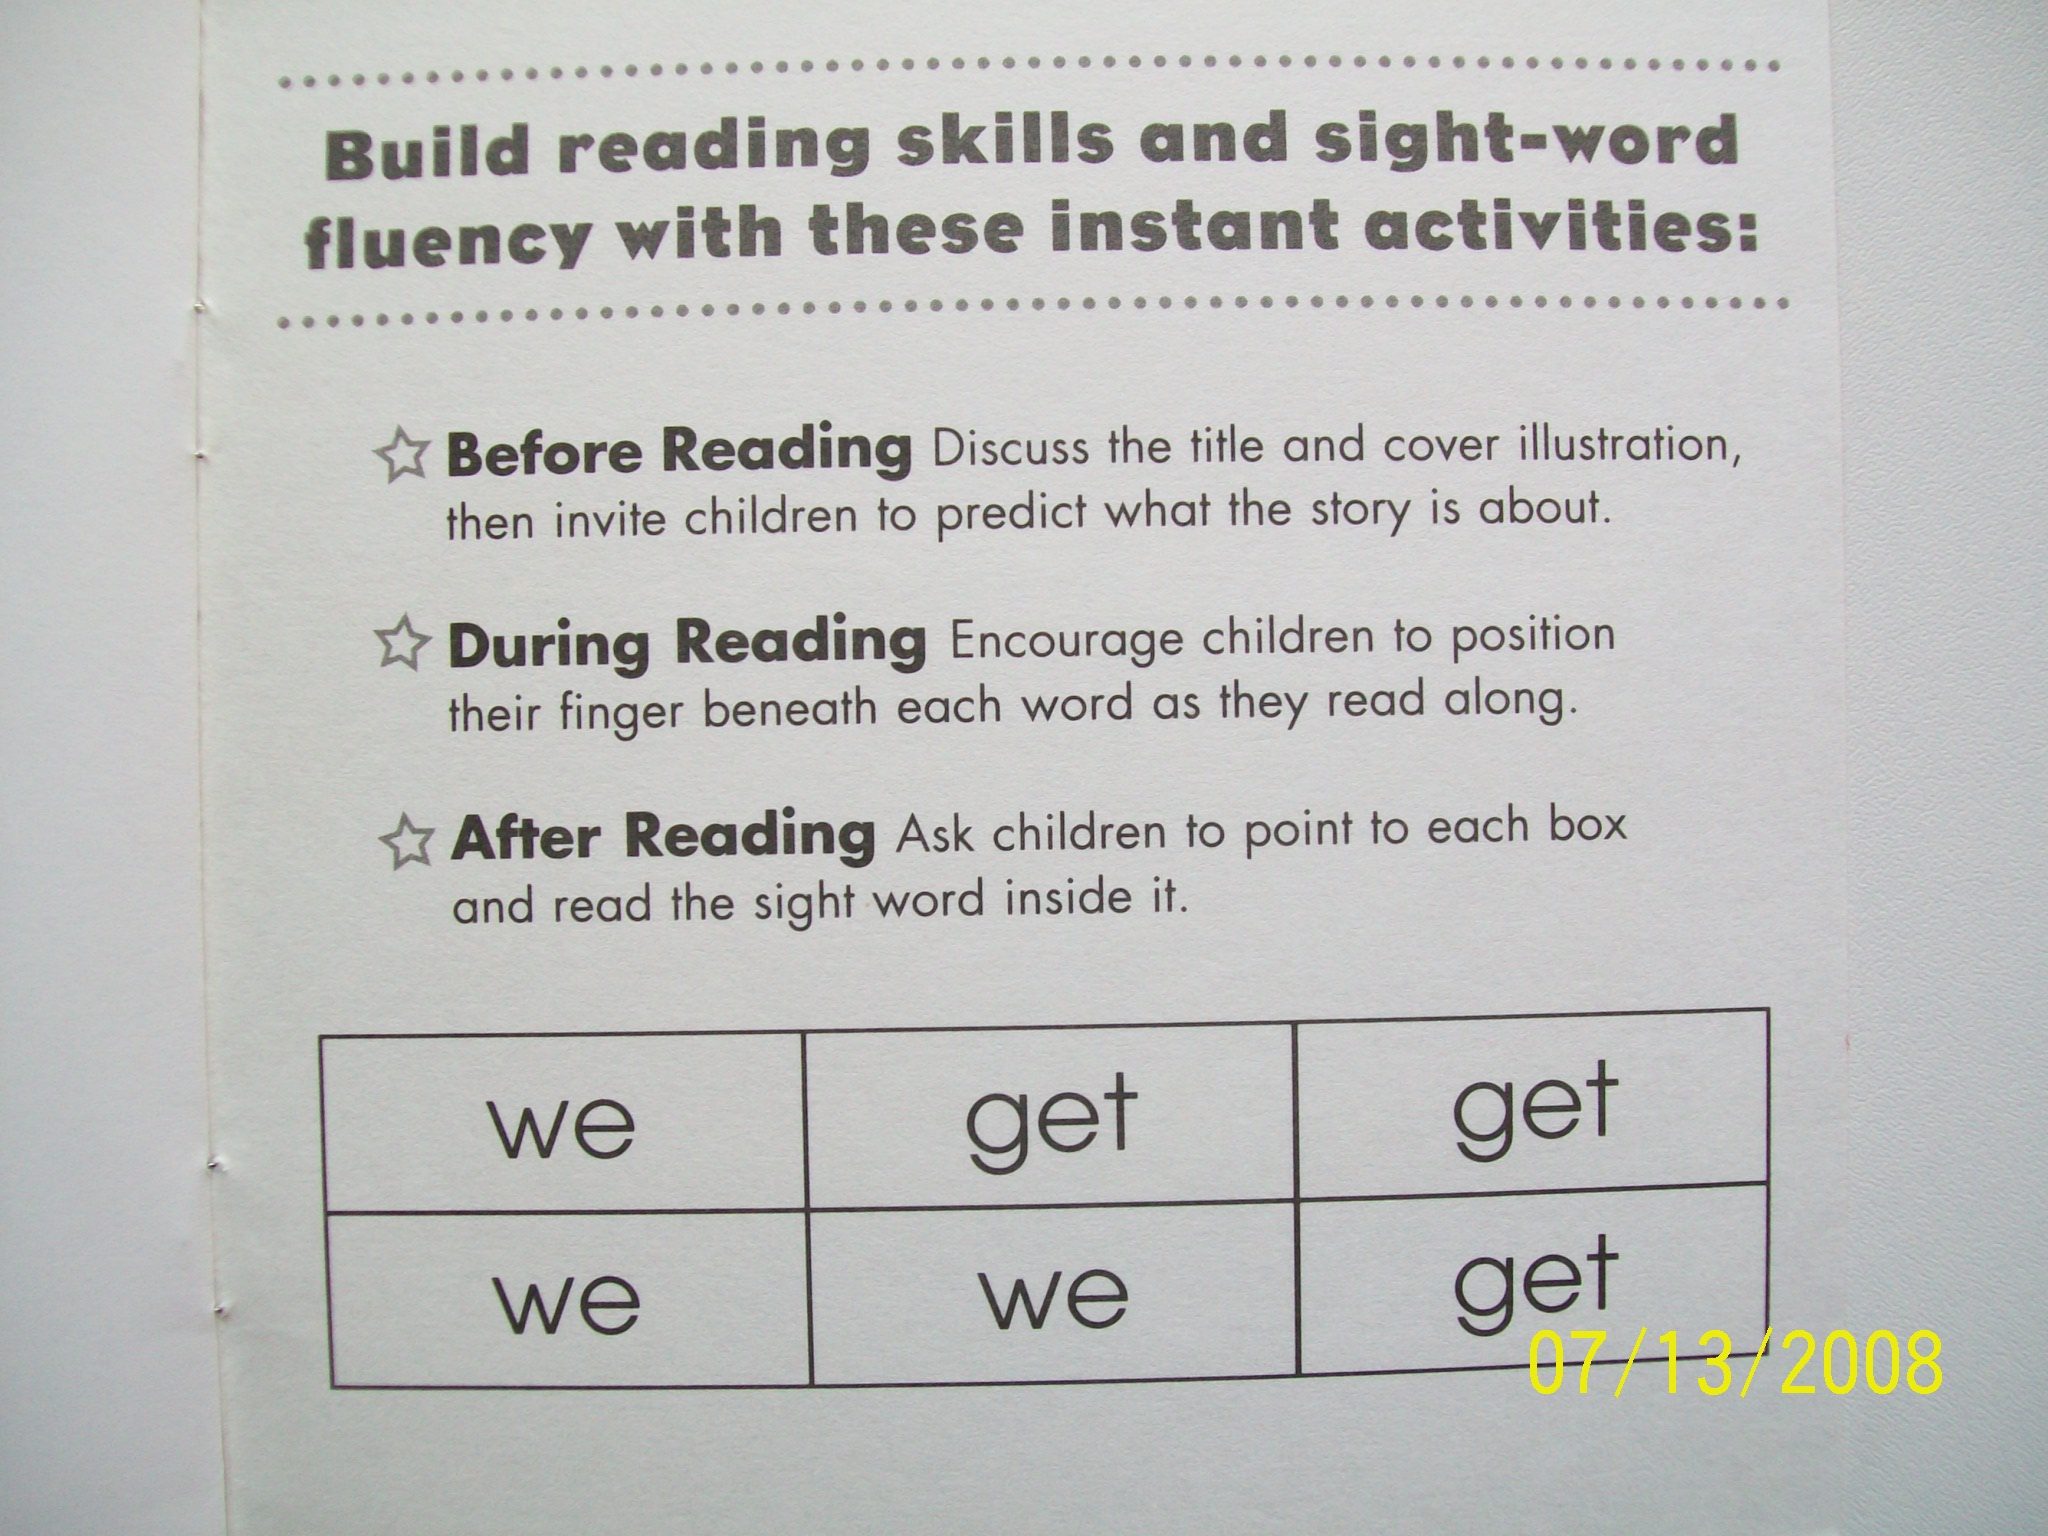 Build reading skills and sight-word
fluency with these instant activities:
Before Reading Discuss the title and cover illustration,
then invite children to predict what the story is about.
During Reading Encourage children to position
their finger beneath each word as they read along.
After Reading Ask children to point to each box
and read the sight word inside it.
we get get
we we get
07/13/2008